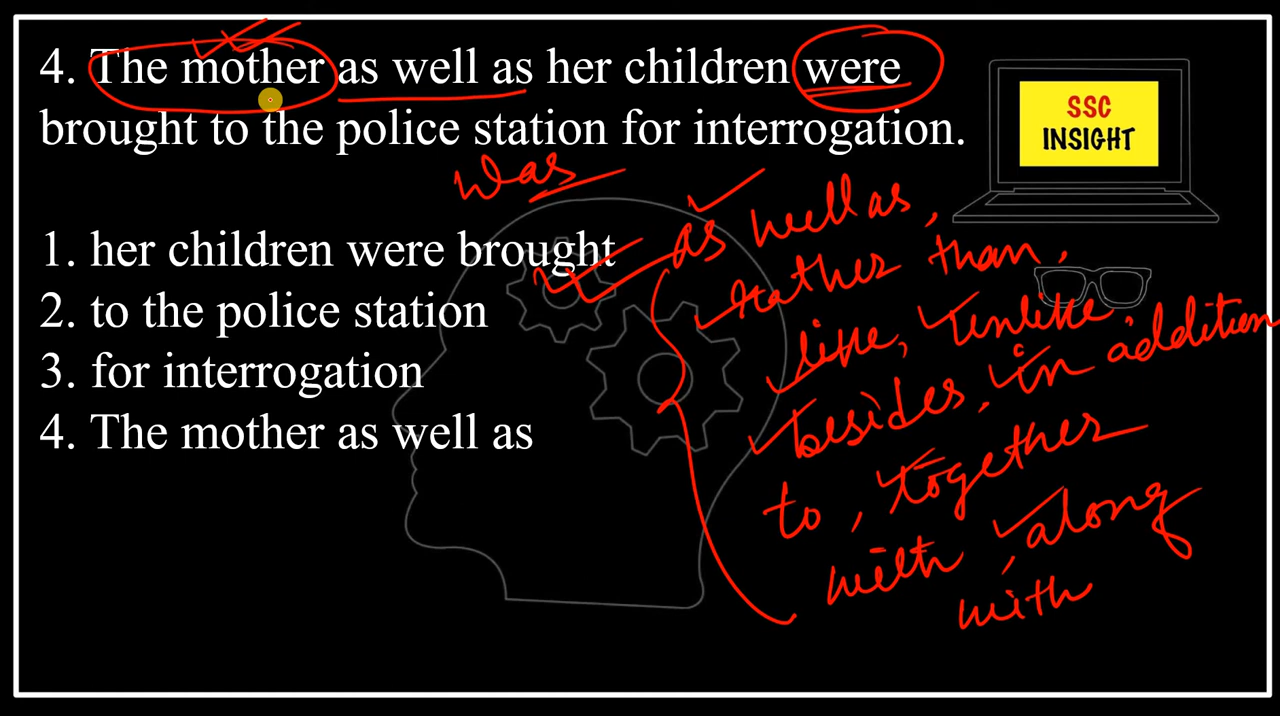 4. The mother as well as her children were
brought to the police station for interrogation.
SSC
INSIGHT
was
1. her children were brought
2. to the police station
3. for interrogation
4. The mother as well as
as well as,
rather than,
like, unlike,
besides, in addition
to, together
with, along
with